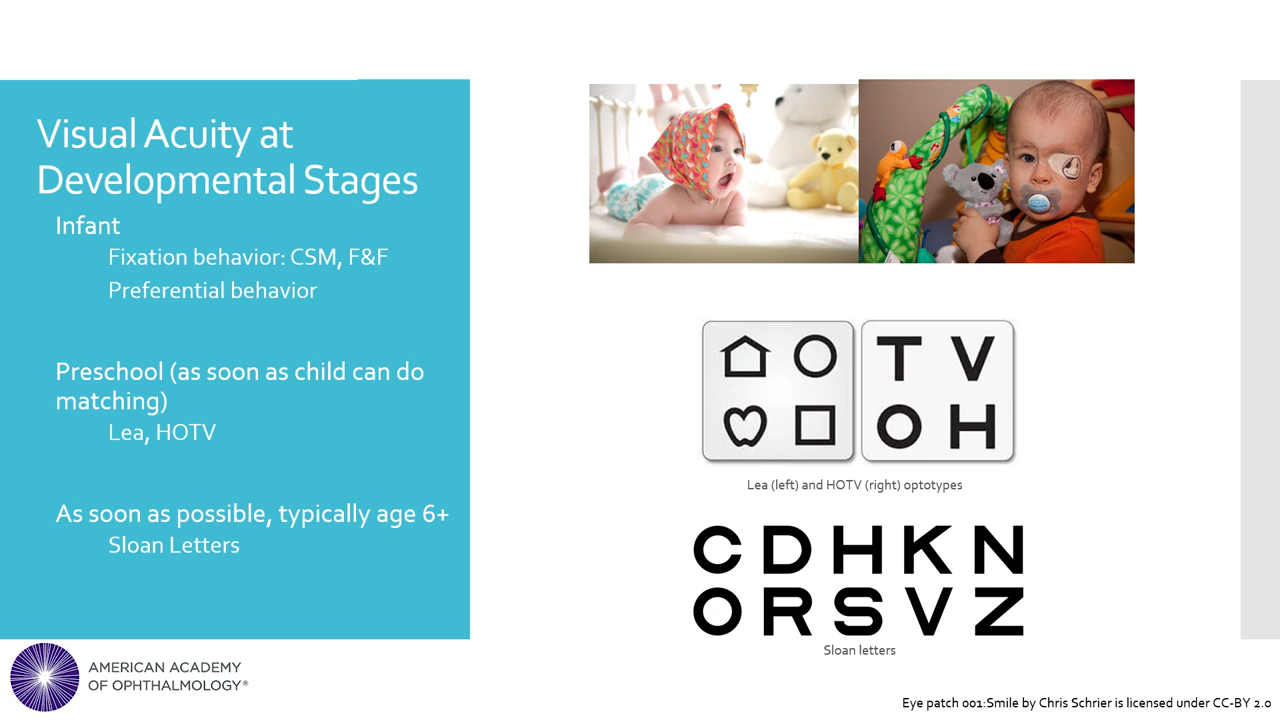 Visual Acuity at
Developmental Stages
Infant
Fixation behavior: CSM, F&F
Preferential behavior
Preschool (as soon as child can do
matching)
Lea, HOTV
As soon as possible, typically age 6+
Sloan Letters
T V
O H
Lea (left) and HOTV (right) optotypes
C D H K N
O R S V Z
Sloan letters
AMERICAN ACADEMY
OF OPHTHALMOLOGY®
Eye patch 001:Smile by Chris Schrier is licensed under CC-BY 2.0